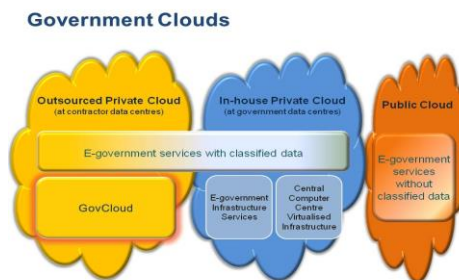 Government Clouds
Outsourced Private Cloud
(at contractor data centres)
In-house Private Cloud
(at government data centres)
Public Cloud
E-government services with classified data
E-government
services
without
classified data
GovCloud
E-government
Infrastructure
Services
Central
Computer
Centre
Virtualised
Infrastructure